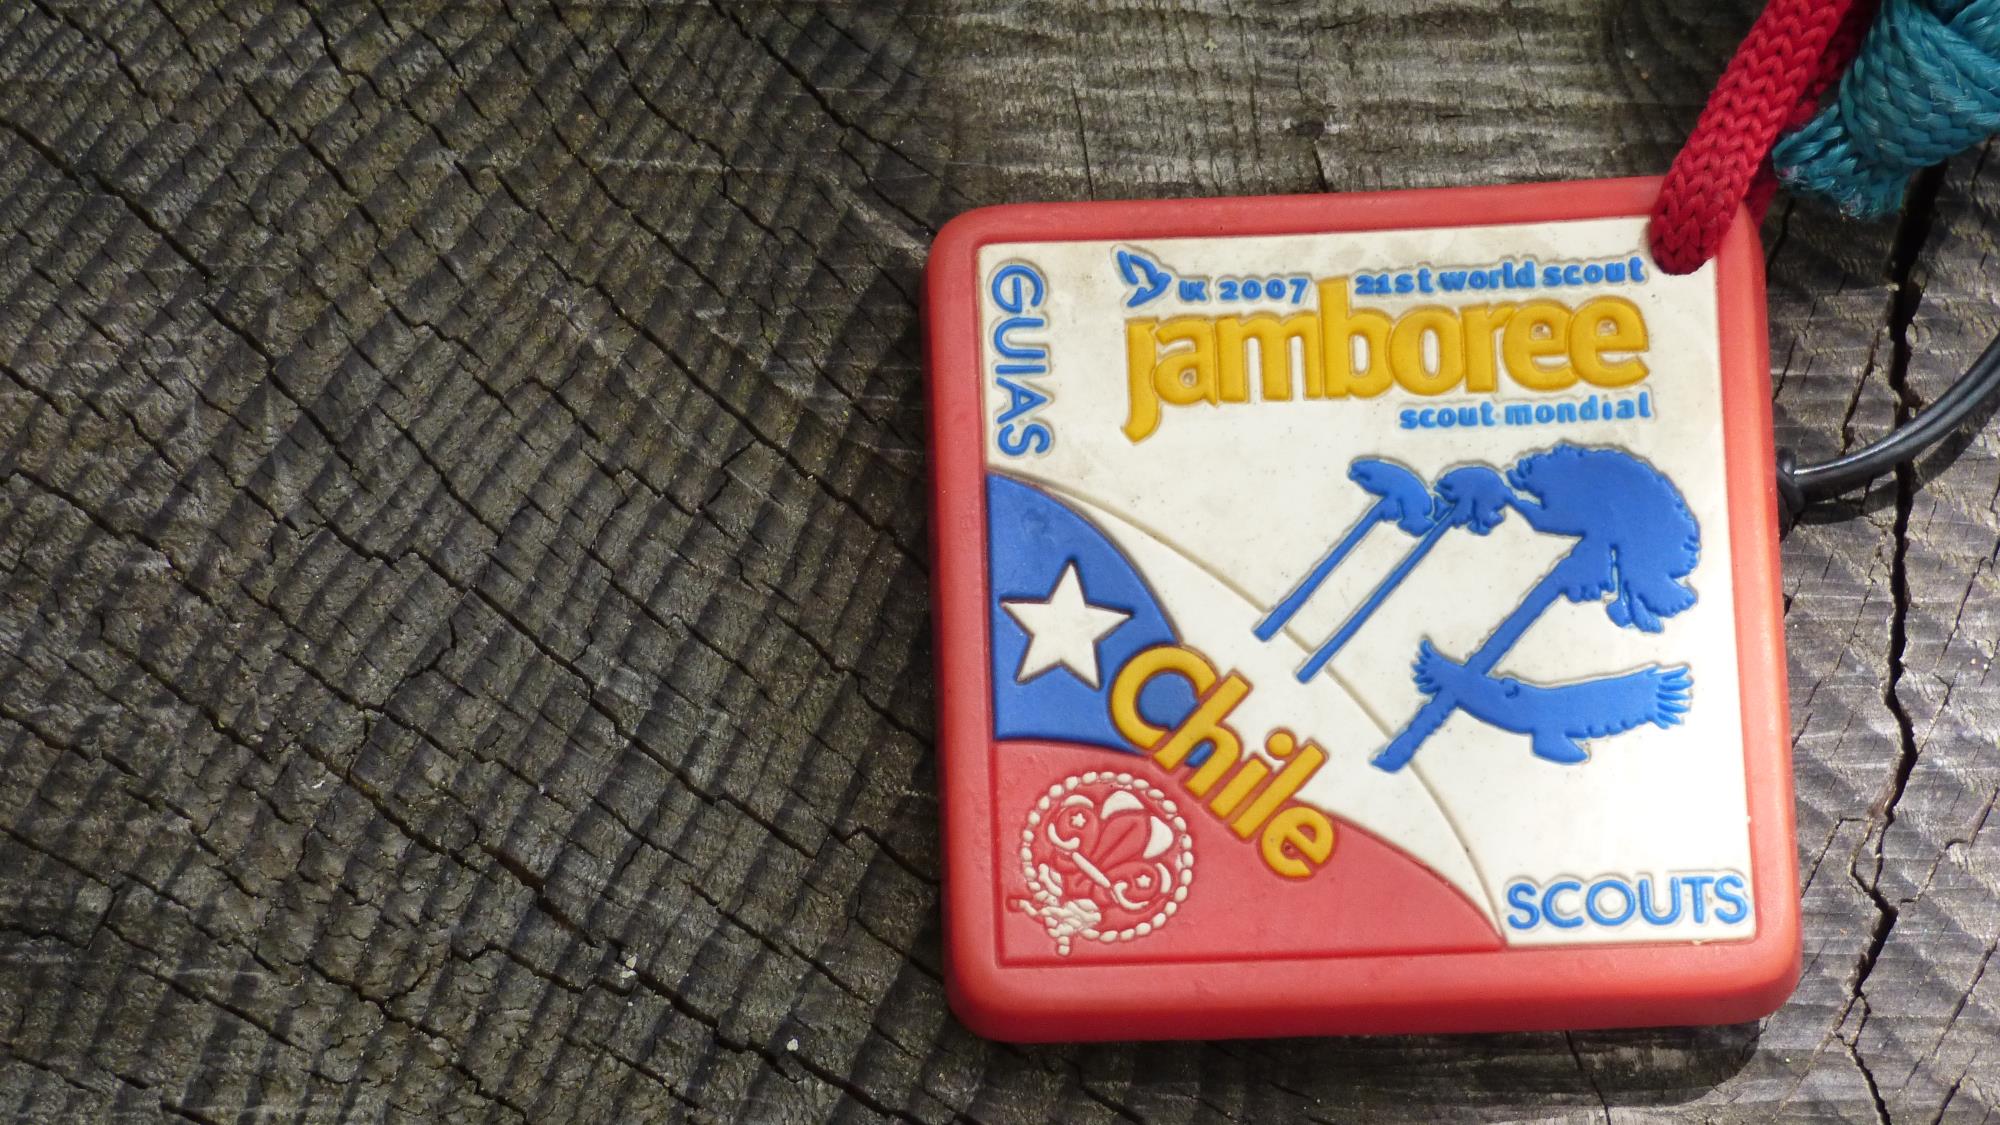 GUIAS
UK 2007 21st world scout
jamboree
scout mondial
Chile
SCOUTS